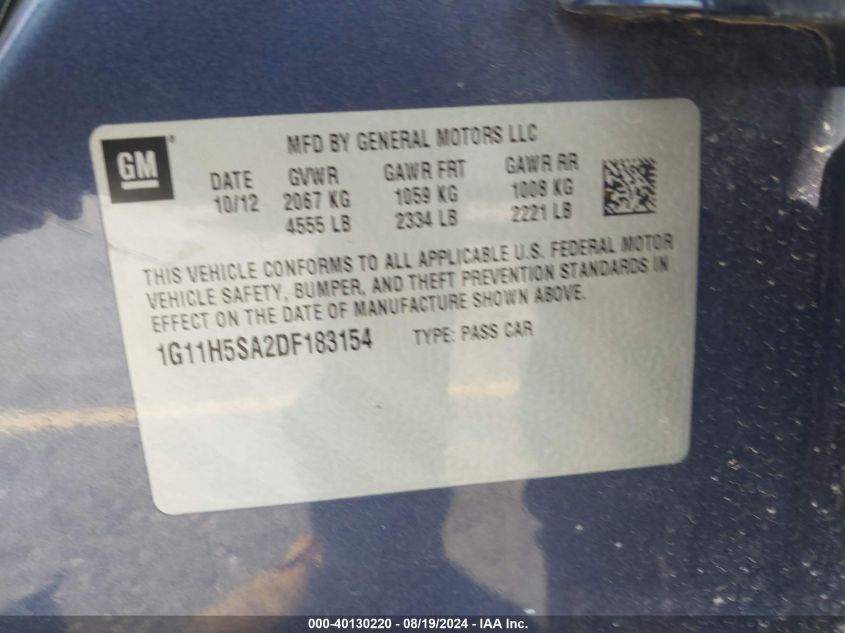 GM ®
MFD BY GENERAL MOTORS LLC
DATE GVWR GAWR FRT GAWR RR
10/12 2067 KG 1059 KG 1008 KG
4555 LB 2334 LB 2221 LB
THIS VEHICLE CONFORMS TO ALL APPLICABLE U.S. FEDERAL MOTOR
VEHICLE SAFETY, BUMPER, AND THEFT PREVENTION STANDARDS IN
EFFECT ON THE DATE OF MANUFACTURE SHOWN ABOVE.
1G11H5SA2DF183154 TYPE: PASS CAR
000-40130220 - 08/19/2024 - IAA Inc.